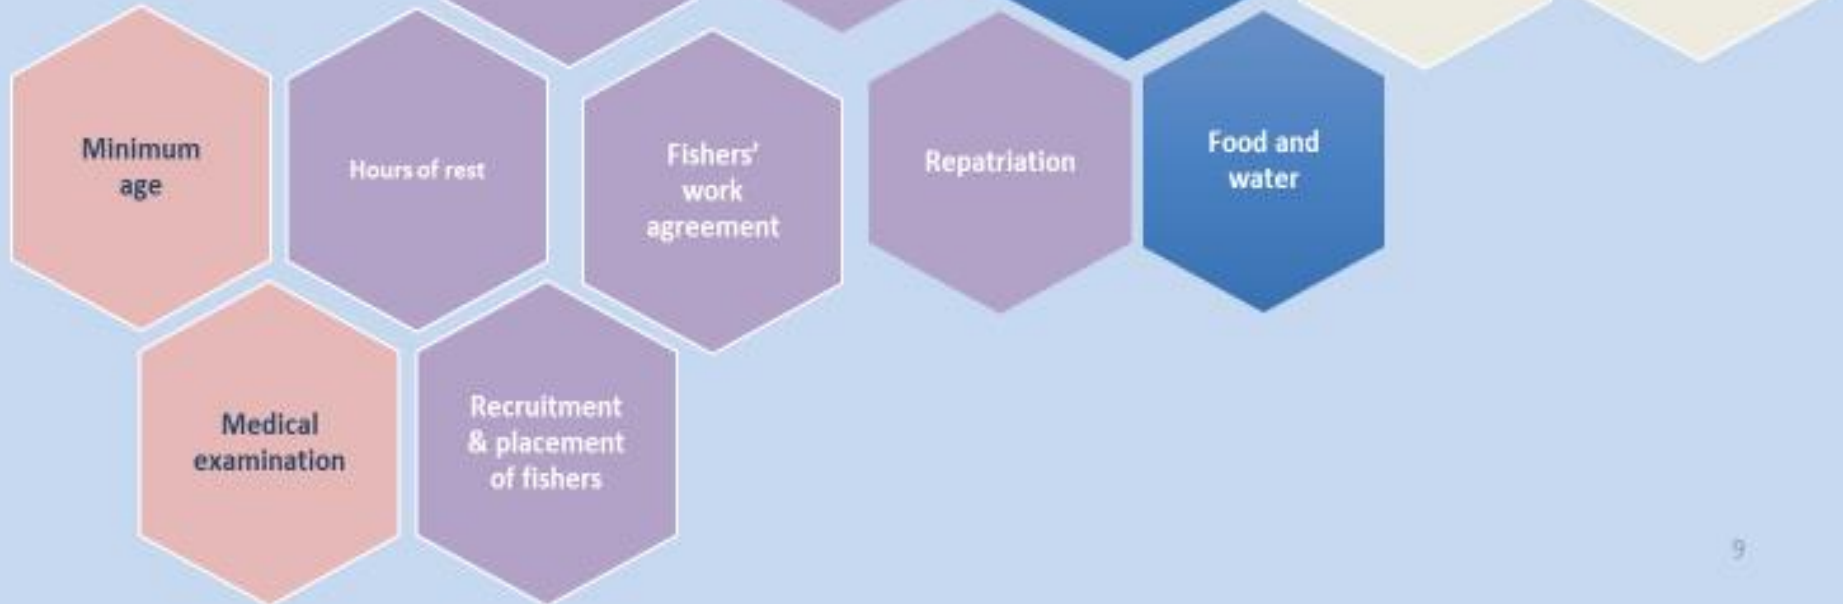 Minimum
age
Hours of rest
Fishers’
work
agreement
Repatriation
Food and
water
Medical
examination
Recruitment
& placement
of fishers
9